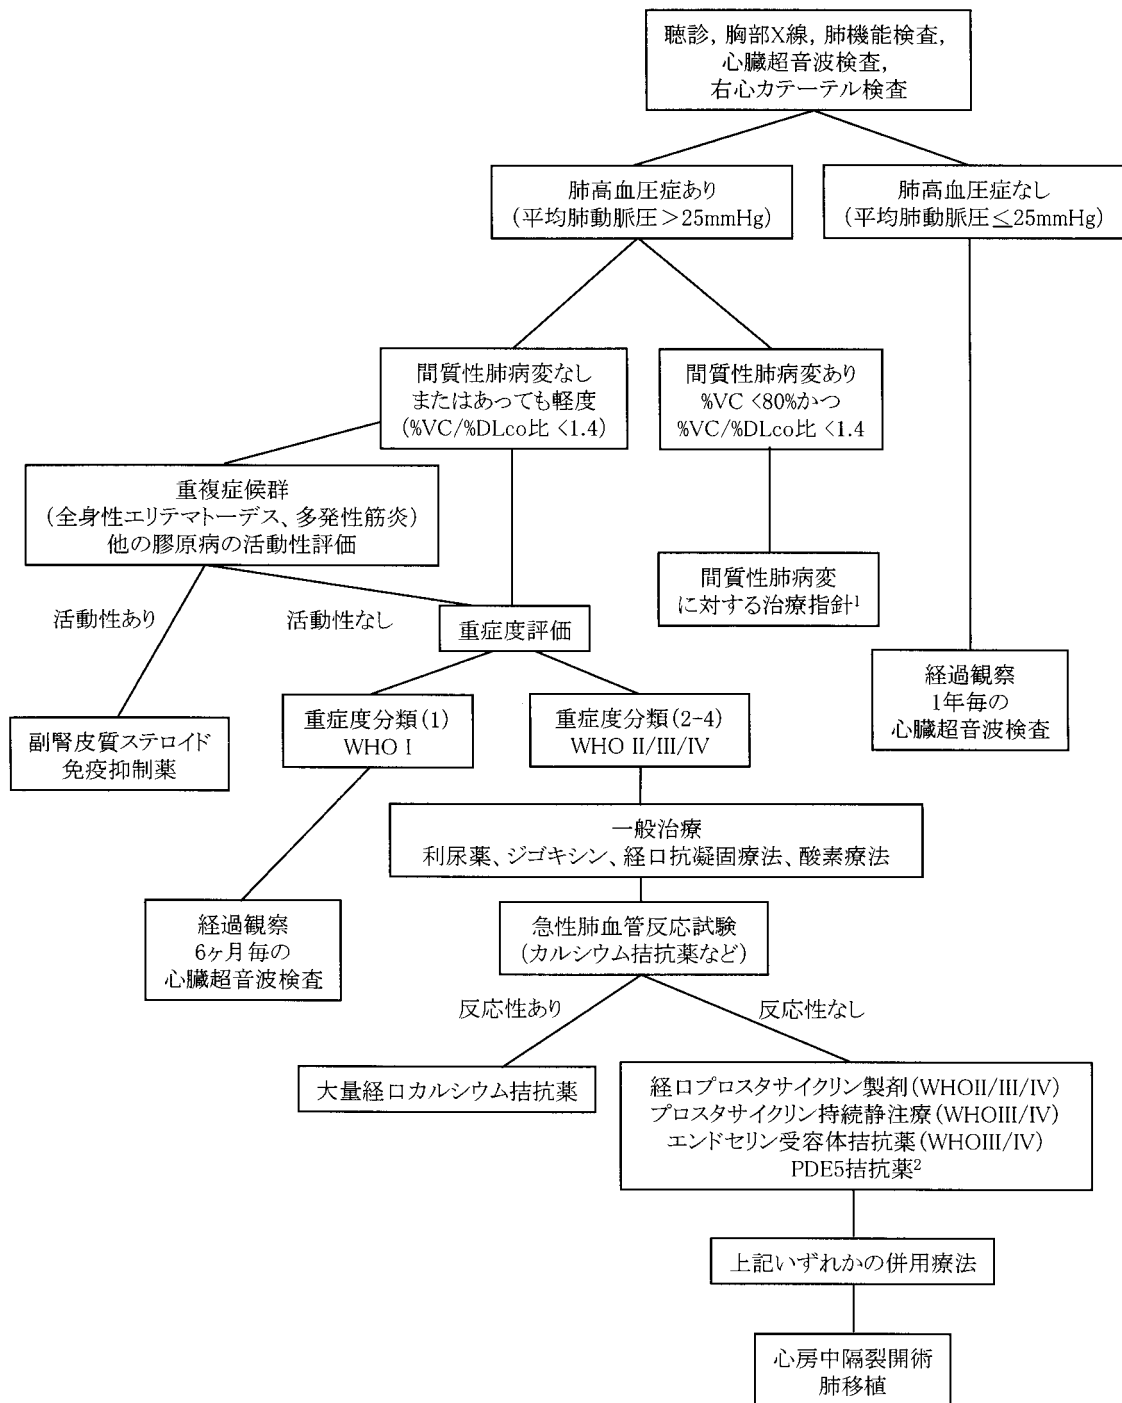 聴診, 胸部X線, 肺機能検査,
心臓超音波検査,
右心カテーテル検査
肺高血圧症あり
(平均肺動脈圧>25mmHg)
肺高血圧症なし
(平均肺動脈圧≦25mmHg)
間質性肺病変なし
またはあっても軽度
(%VC/%DLco比 <1.4)
間質性肺病変あり
%VC <80%かつ
%VC/%DLco比 <1.4
重複症候群
(全身性エリテマトーデス、多発性筋炎)
他の膠原病の活動性評価
間質性肺病変
に対する治療指針1
活動性あり
活動性なし
重症度評価
経過観察
1年毎の
心臓超音波検査
副腎皮質ステロイド
免疫抑制薬
重症度分類(1)
WHO I
重症度分類(2-4)
WHO II/III/IV
一般治療
利尿薬、ジゴキシン、経口抗凝固療法、酸素療法
経過観察
6ヶ月毎の
心臓超音波検査
急性肺血管反応試験
(カルシウム拮抗薬など)
反応性あり
反応性なし
大量経口カルシウム拮抗薬
経口プロスタサイクリン製剤(WHOII/III/IV)
プロスタサイクリン持続静注療(WHOIII/IV)
エンドセリン受容体拮抗薬(WHOIII/IV)
PDE5拮抗薬2
上記いずれかの併用療法
心房中隔裂開術
肺移植